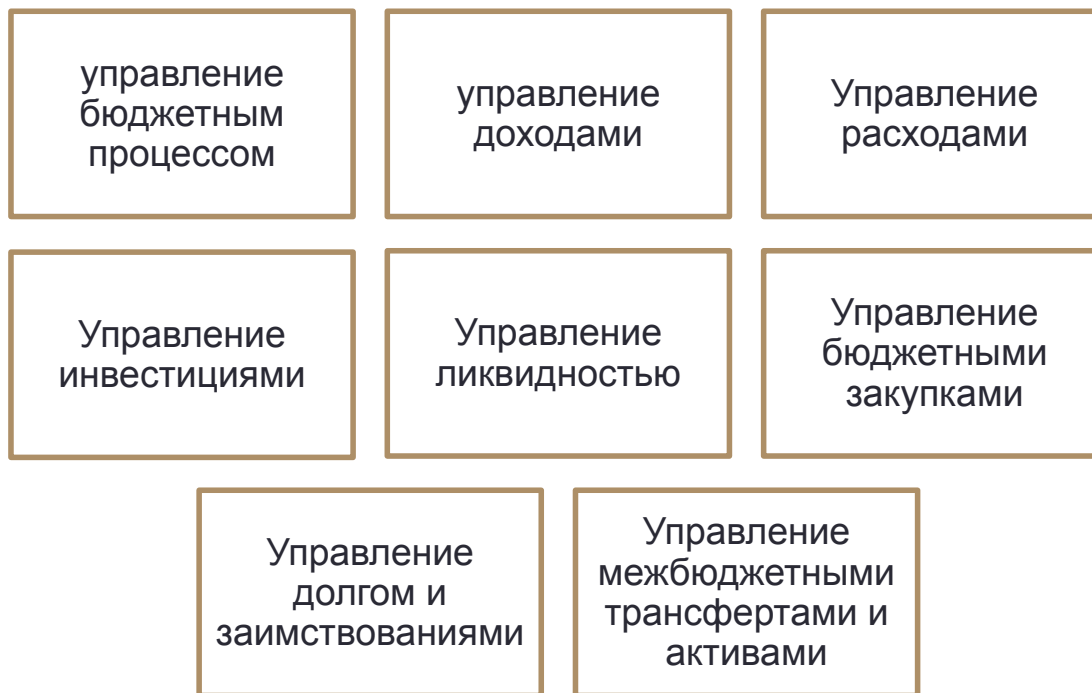 управление
бюджетным
процессом
управление
доходами
Управление
расходами
Управление
инвестициями
Управление
ликвидностью
Управление
бюджетными
закупками
Управление
долгом и
заимствованиями
Управление
межбюджетными
трансфертами и
активами